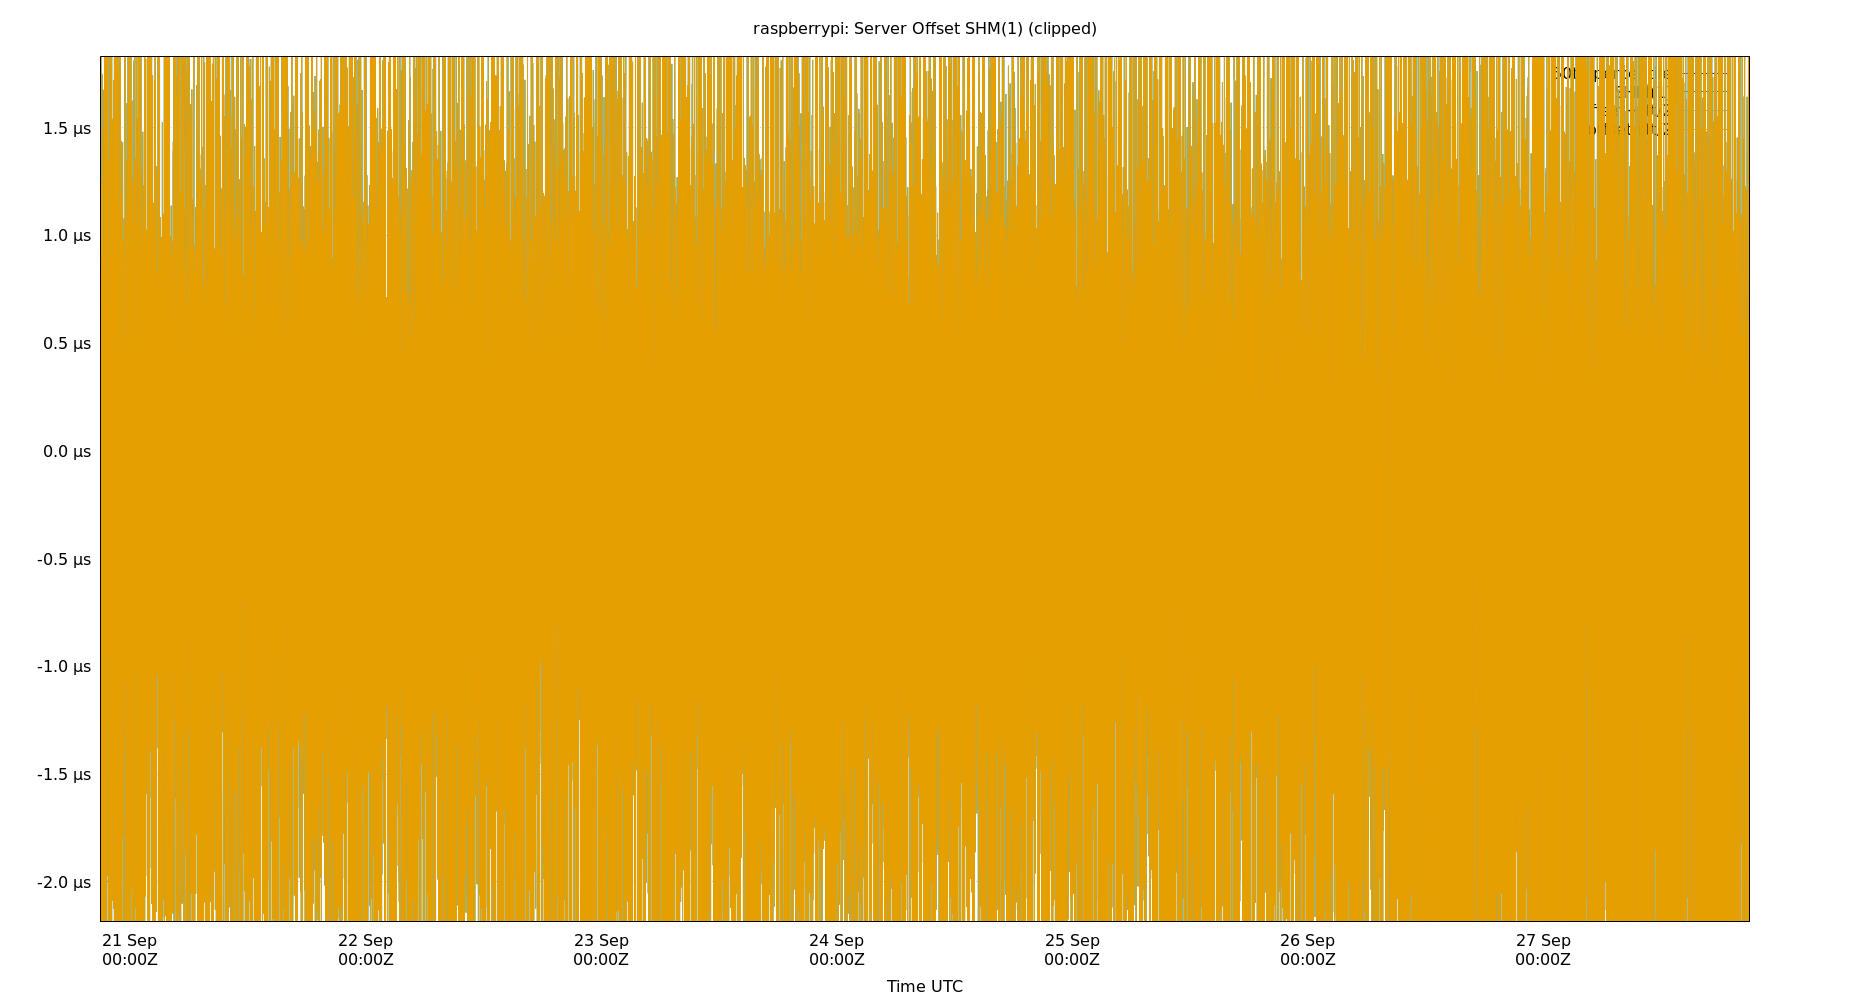 raspberrypi: Server Offset SHM(1) (clipped)
1.5 µs
1.0 µs
0.5 µs
0.0 µs
-0.5 µs
-1.0 µs
-1.5 µs
-2.0 µs
21 Sep 22 Sep 23 Sep 24 Sep 25 Sep 26 Sep 27 Sep
00:00Z 00:00Z 00:00Z 00:00Z 00:00Z 00:00Z 00:00Z
Time UTC